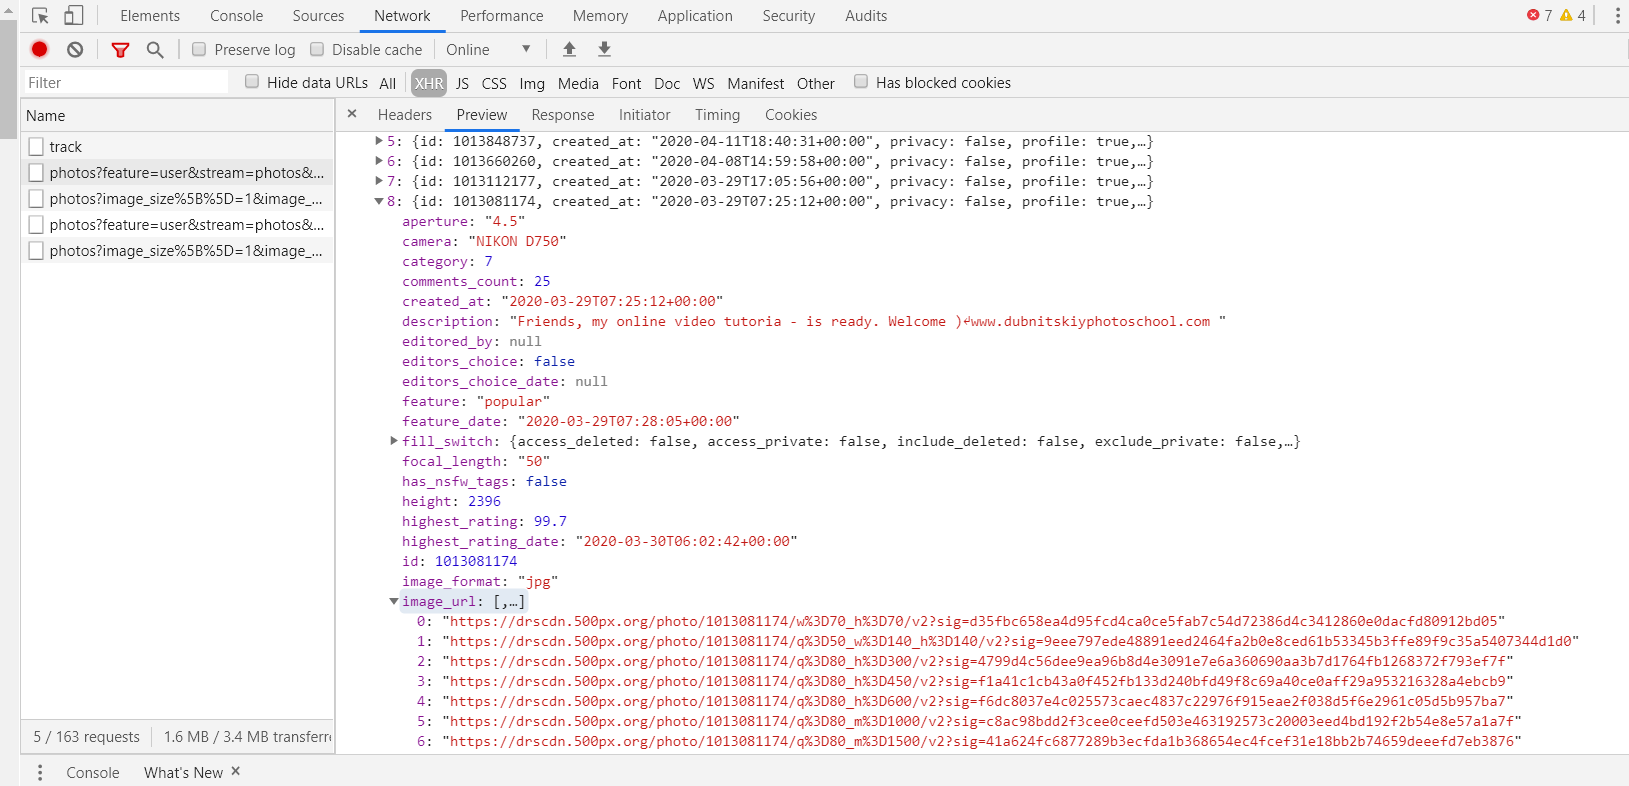 Elements Console Sources Network Performance Memory Application Security Audits 7 4
Preserve log Disable cache Online
Filter Hide data URLs All XHR JS CSS Img Media Font Doc WS Manifest Other Has blocked cookies
Name
track
photos?feature=user&stream=photos&...
photos?image_size%5B%5D=1&image_...
photos?feature=user&stream=photos&...
photos?image_size%5B%5D=1&image_...
5 / 163 requests 1.6 MB / 3.4 MB transferre
× Headers Preview Response Initiator Timing Cookies
5: {id: 1013848737, created_at: "2020-04-11T18:40:31+00:00", privacy: false, profile: true,…}
6: {id: 1013660260, created_at: "2020-04-08T14:59:58+00:00", privacy: false, profile: true,…}
7: {id: 1013112177, created_at: "2020-03-29T17:05:56+00:00", privacy: false, profile: true,…}
8: {id: 1013081174, created_at: "2020-03-29T07:25:12+00:00", privacy: false, profile: true,…}
aperture: "4.5"
camera: "NIKON D750"
category: 7
comments_count: 25
created_at: "2020-03-29T07:25:12+00:00"
description: "Friends, my online video tutoria - is ready. Welcome )↵www.dubnitskiyphotoschool.com "
editored_by: null
editors_choice: false
editors_choice_date: null
feature: "popular"
feature_date: "2020-03-29T07:28:05+00:00"
fill_switch: {access_deleted: false, access_private: false, include_deleted: false, exclude_private: false,…}
focal_length: "50"
has_nsfw_tags: false
height: 2396
highest_rating: 99.7
highest_rating_date: "2020-03-30T06:02:42+00:00"
id: 1013081174
image_format: "jpg"
image_url: [,…]
0: "https://drscdn.500px.org/photo/1013081174/w%3D70_h%3D70/v2?sig=d35fbc658ea4d95fcd4ca0ce5fab7c54d72386d4c3412860e0dacfd80912bd05"
1: "https://drscdn.500px.org/photo/1013081174/q%3D50_w%3D140_h%3D140/v2?sig=9eee797ede48891eed2464fa2b0e8ced61b53345b3ffe89f9c35a5407344d1d0"
2: "https://drscdn.500px.org/photo/1013081174/q%3D80_h%3D300/v2?sig=4799d4c56dee9ea96b8d4e3091e7e6a360690aa3b7d1764fb1268372f793ef7f"
3: "https://drscdn.500px.org/photo/1013081174/q%3D80_h%3D450/v2?sig=f1a41c1cb43a0f452fb133d240bfd49f8c69a40ce0aff29a953216328a4ebcb9"
4: "https://drscdn.500px.org/photo/1013081174/q%3D80_h%3D600/v2?sig=f6dc8037e4c025573caec4837c22976f915eae2f038d5f6e2961c05d5b957ba7"
5: "https://drscdn.500px.org/photo/1013081174/q%3D80_m%3D1000/v2?sig=c8ac98bdd2f3cee0ceefd503e463192573c20003eed4bd192f2b54e8e57a1a7f"
6: "https://drscdn.500px.org/photo/1013081174/q%3D80_m%3D1500/v2?sig=41a624fc6877289b3ecfda1b368654ec4fcef31e18bb2b74659deeefd7eb3876"
Console What's New ×